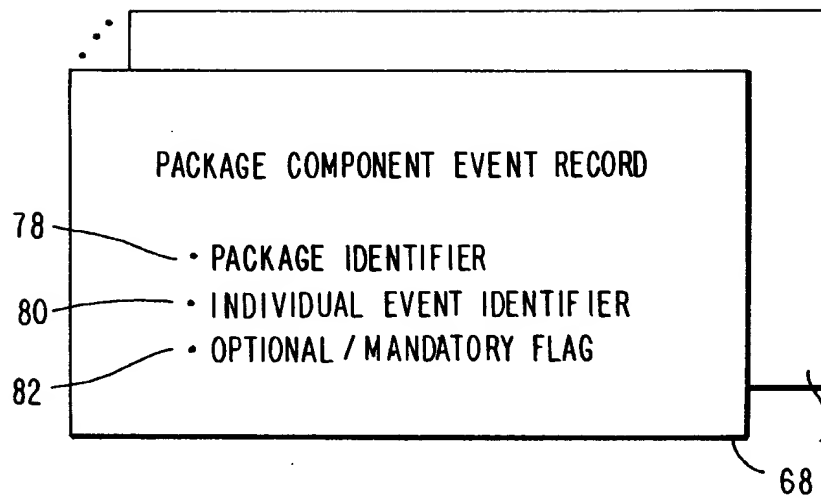 PACKAGE COMPONENT EVENT RECORD
78
• PACKAGE IDENTIFIER
80
• INDIVIDUAL EVENT IDENTIFIER
82
• OPTIONAL / MANDATORY FLAG
68